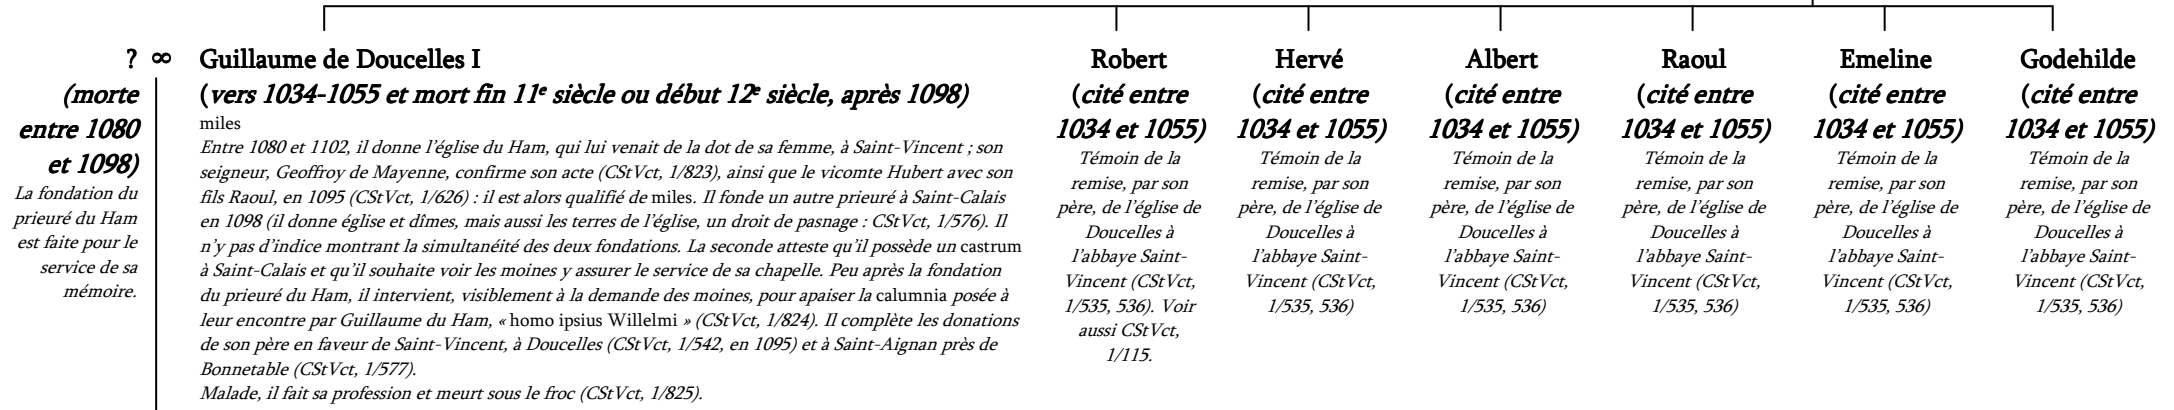 ? ∞
(morte
entre 1080
et 1098)
La fondation du
prieuré du Ham
est faite pour le
service de sa
mémoire.
Guillaume de Doucelles I
(vers 1034-1055 et mort fin 11e siècle ou début 12e siècle, après 1098)
miles
Entre 1080 et 1102, il donne l'église du Ham, qui lui venait de la dot de sa femme, à Saint-Vincent ; son
seigneur, Geoffroy de Mayenne, confirme son acte (CStVct, 1/823), ainsi que le vicomte Hubert avec son
fils Raoul, en 1095 (CStVct, 1/626) : il est alors qualifié de miles. Il fonde un autre prieuré à Saint-Calais
en 1098 (il donne église et dîmes, mais aussi les terres de l'église, un droit de pasnage : CStVct, 1/576). Il
n'y pas d'indice montrant la simultanéité des deux fondations. La seconde atteste qu'il possède un castrum
à Saint-Calais et qu'il souhaite voir les moines y assurer le service de sa chapelle. Peu après la fondation
du prieuré du Ham, il intervient, visiblement à la demande des moines, pour apaiser la calumnia posée à
leur encontre par Guillaume du Ham, « homo ipsius Willelmi » (CStVct, 1/824). Il complète les donations
de son père en faveur de Saint-Vincent, à Doucelles (CStVct, 1/542, en 1095) et à Saint-Aignan près de
Bonnetable (CStVct, 1/577).
Malade, il fait sa profession et meurt sous le froc (CStVct, 1/825).
Robert
(cité entre
1034 et 1055)
Témoin de la
remise, par son
père, de l'église de
Doucelles à
l'abbaye Saint-
Vincent (CStVct,
1/535, 536). Voir
aussi CStVct,
1/115.
Hervé
(cité entre
1034 et 1055)
Témoin de la
remise, par son
père, de l'église de
Doucelles à
l'abbaye Saint-
Vincent (CStVct,
1/535, 536)
Albert
(cité entre
1034 et 1055)
Témoin de la
remise, par son
père, de l'église de
Doucelles à
l'abbaye Saint-
Vincent (CStVct,
1/535, 536)
Raoul
(cité entre
1034 et 1055)
Témoin de la
remise, par son
père, de l'église de
Doucelles à
l'abbaye Saint-
Vincent (CStVct,
1/535, 536)
Emeline
(cité entre
1034 et 1055)
Témoin de la
remise, par son
père, de l'église de
Doucelles à
l'abbaye Saint-
Vincent (CStVct,
1/535, 536)
Godehilde
(cité entre
1034 et 1055)
Témoin de la
remise, par son
père, de l'église de
Doucelles à
l'abbaye Saint-
Vincent (CStVct,
1/535, 536)